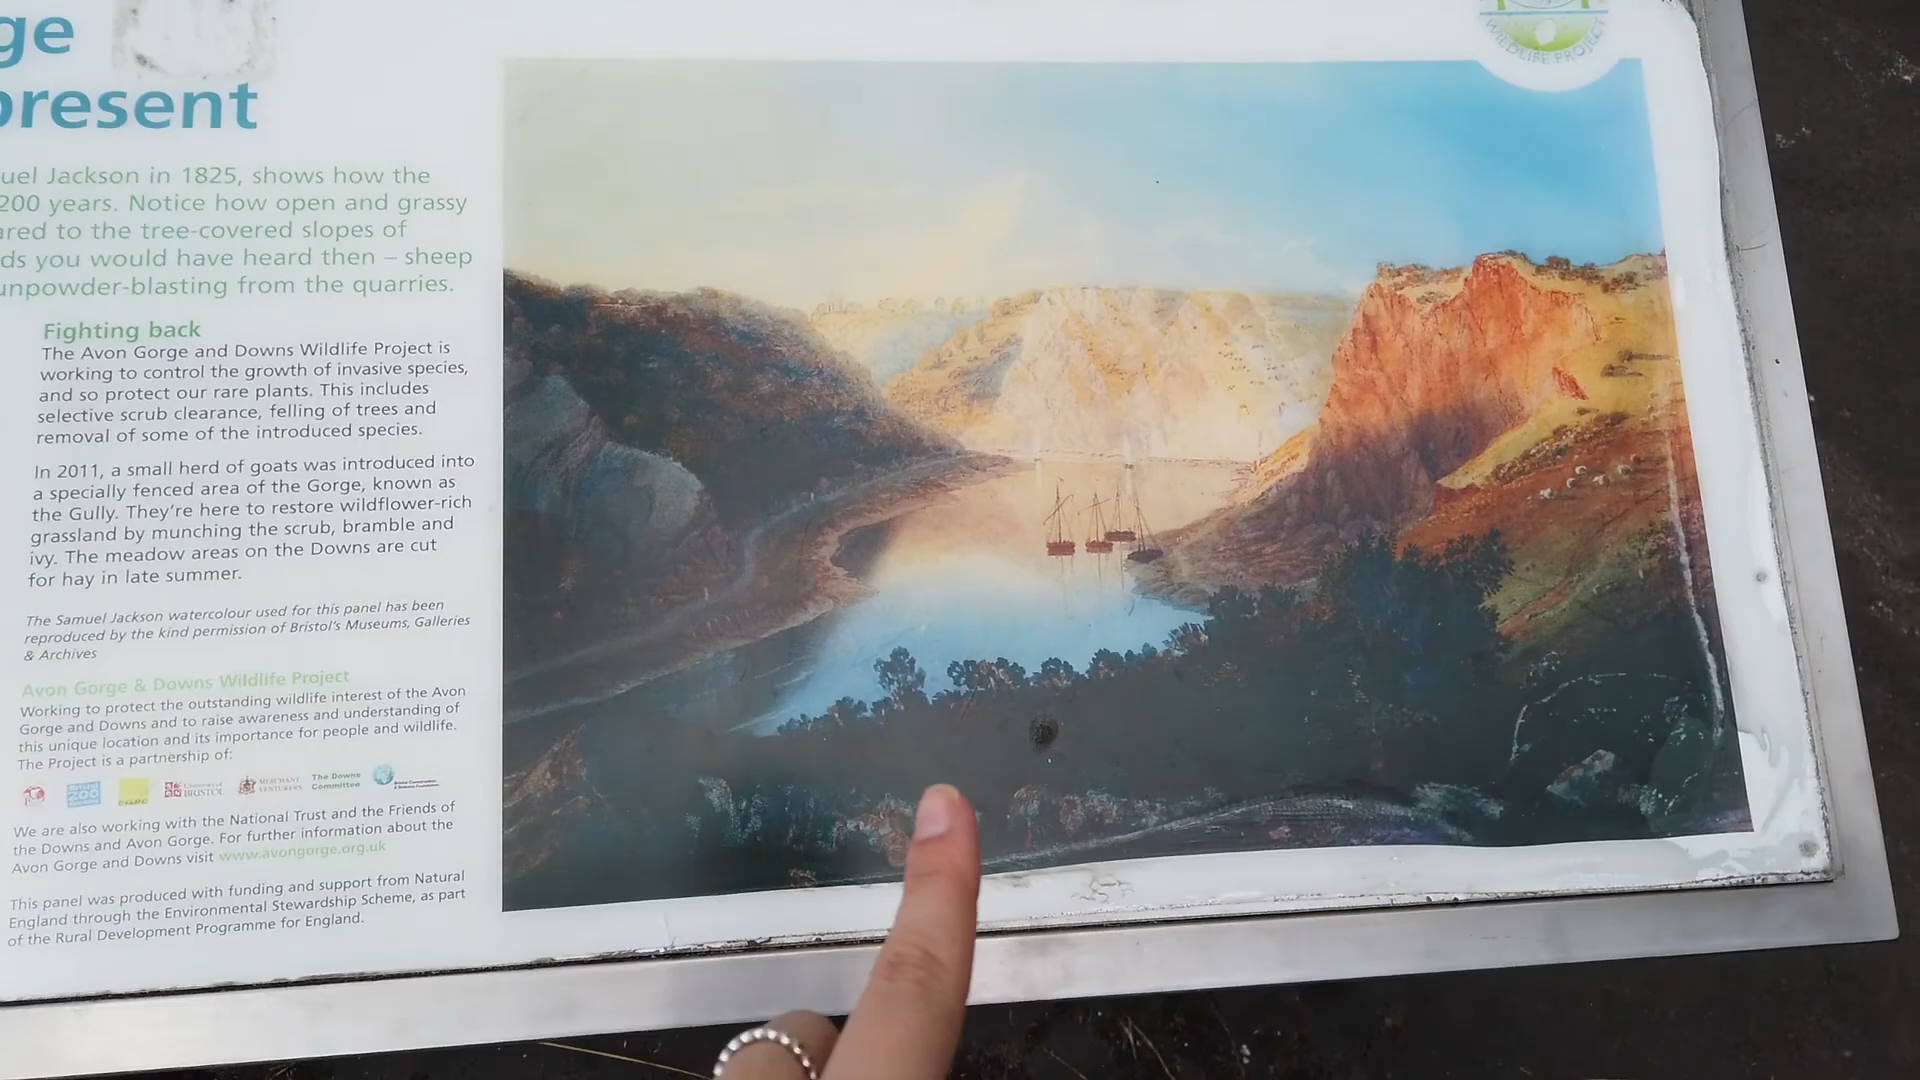 ge
present
uel Jackson in 1825, shows how the
200 years. Notice how open and grassy
ared to the tree-covered slopes of
ds you would have heard then – sheep
unpowder-blasting from the quarries.
Fighting back
The Avon Gorge and Downs Wildlife Project is
working to control the growth of invasive species,
and so protect our rare plants. This includes
selective scrub clearance, felling of trees and
removal of some of the introduced species.
In 2011, a small herd of goats was introduced into
a specially fenced area of the Gorge, known as
the Gully. They're here to restore wildflower-rich
grassland by munching the scrub, bramble and
ivy. The meadow areas on the Downs are cut
for hay in late summer.
The Samuel Jackson watercolour used for this panel has been
reproduced by the kind permission of Bristol's Museums, Galleries
& Archives
Avon Gorge & Downs Wildlife Project
Working to protect the outstanding wildlife interest of the Avon
Gorge and Downs and to raise awareness and understanding of
this unique location and its importance for people and wildlife.
The Project is a partnership of:
University of
BRISTOL
MERCHANT
VENTURERS
The Downs
Committee
We are also working with the National Trust and the Friends of
the Downs and Avon Gorge. For further information about the
Avon Gorge and Downs visit www.avongorge.org.uk
This panel was produced with funding and support from Natural
England through the Environmental Stewardship Scheme, as part
of the Rural Development Programme for England.
WILDLIFE PROJECT